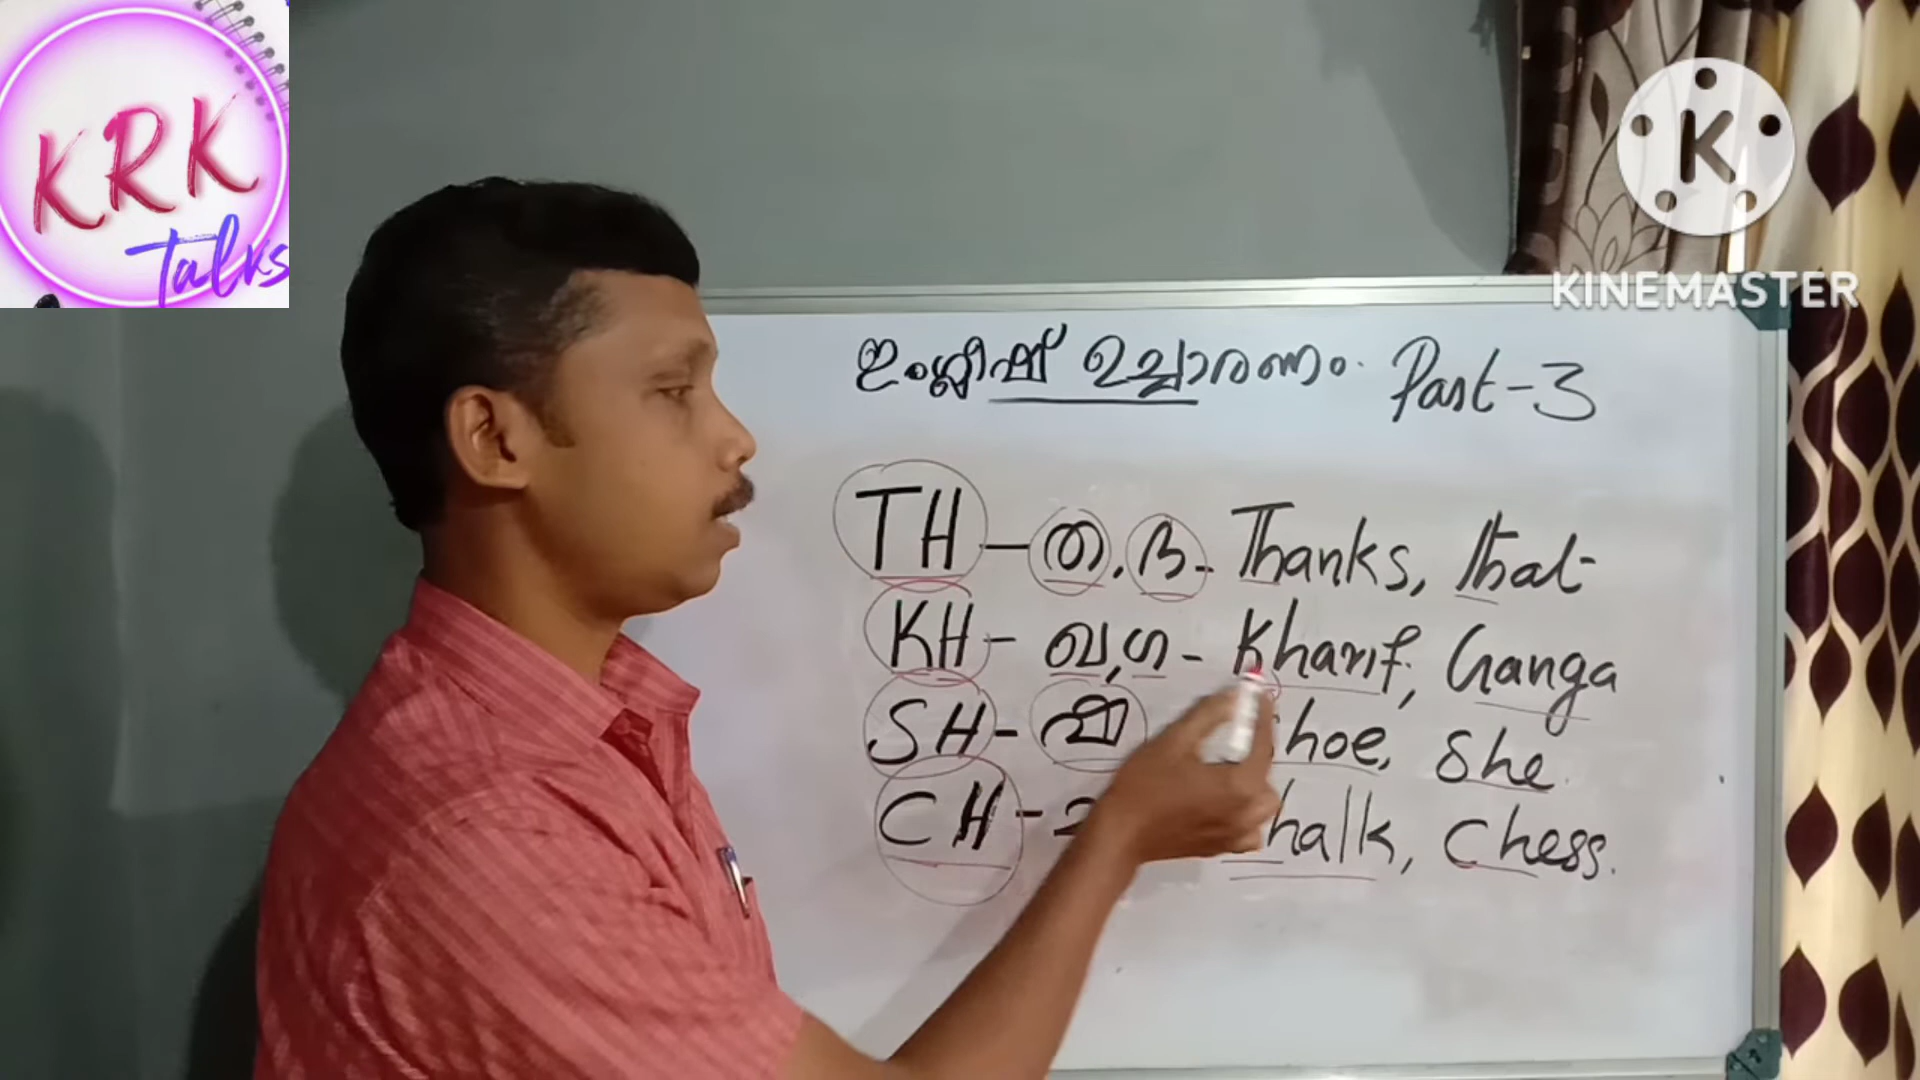 KRK
Talks
K
KINEMASTER
ഇംഗ്ലീഷ് ഉച്ചാരണം. Part-3
TH - ത, ദ - Thanks, that
KH - ഖ, ഗ - Kharif, Ganga
SH - ഷ hoe, She.
CH - halk, Chess.